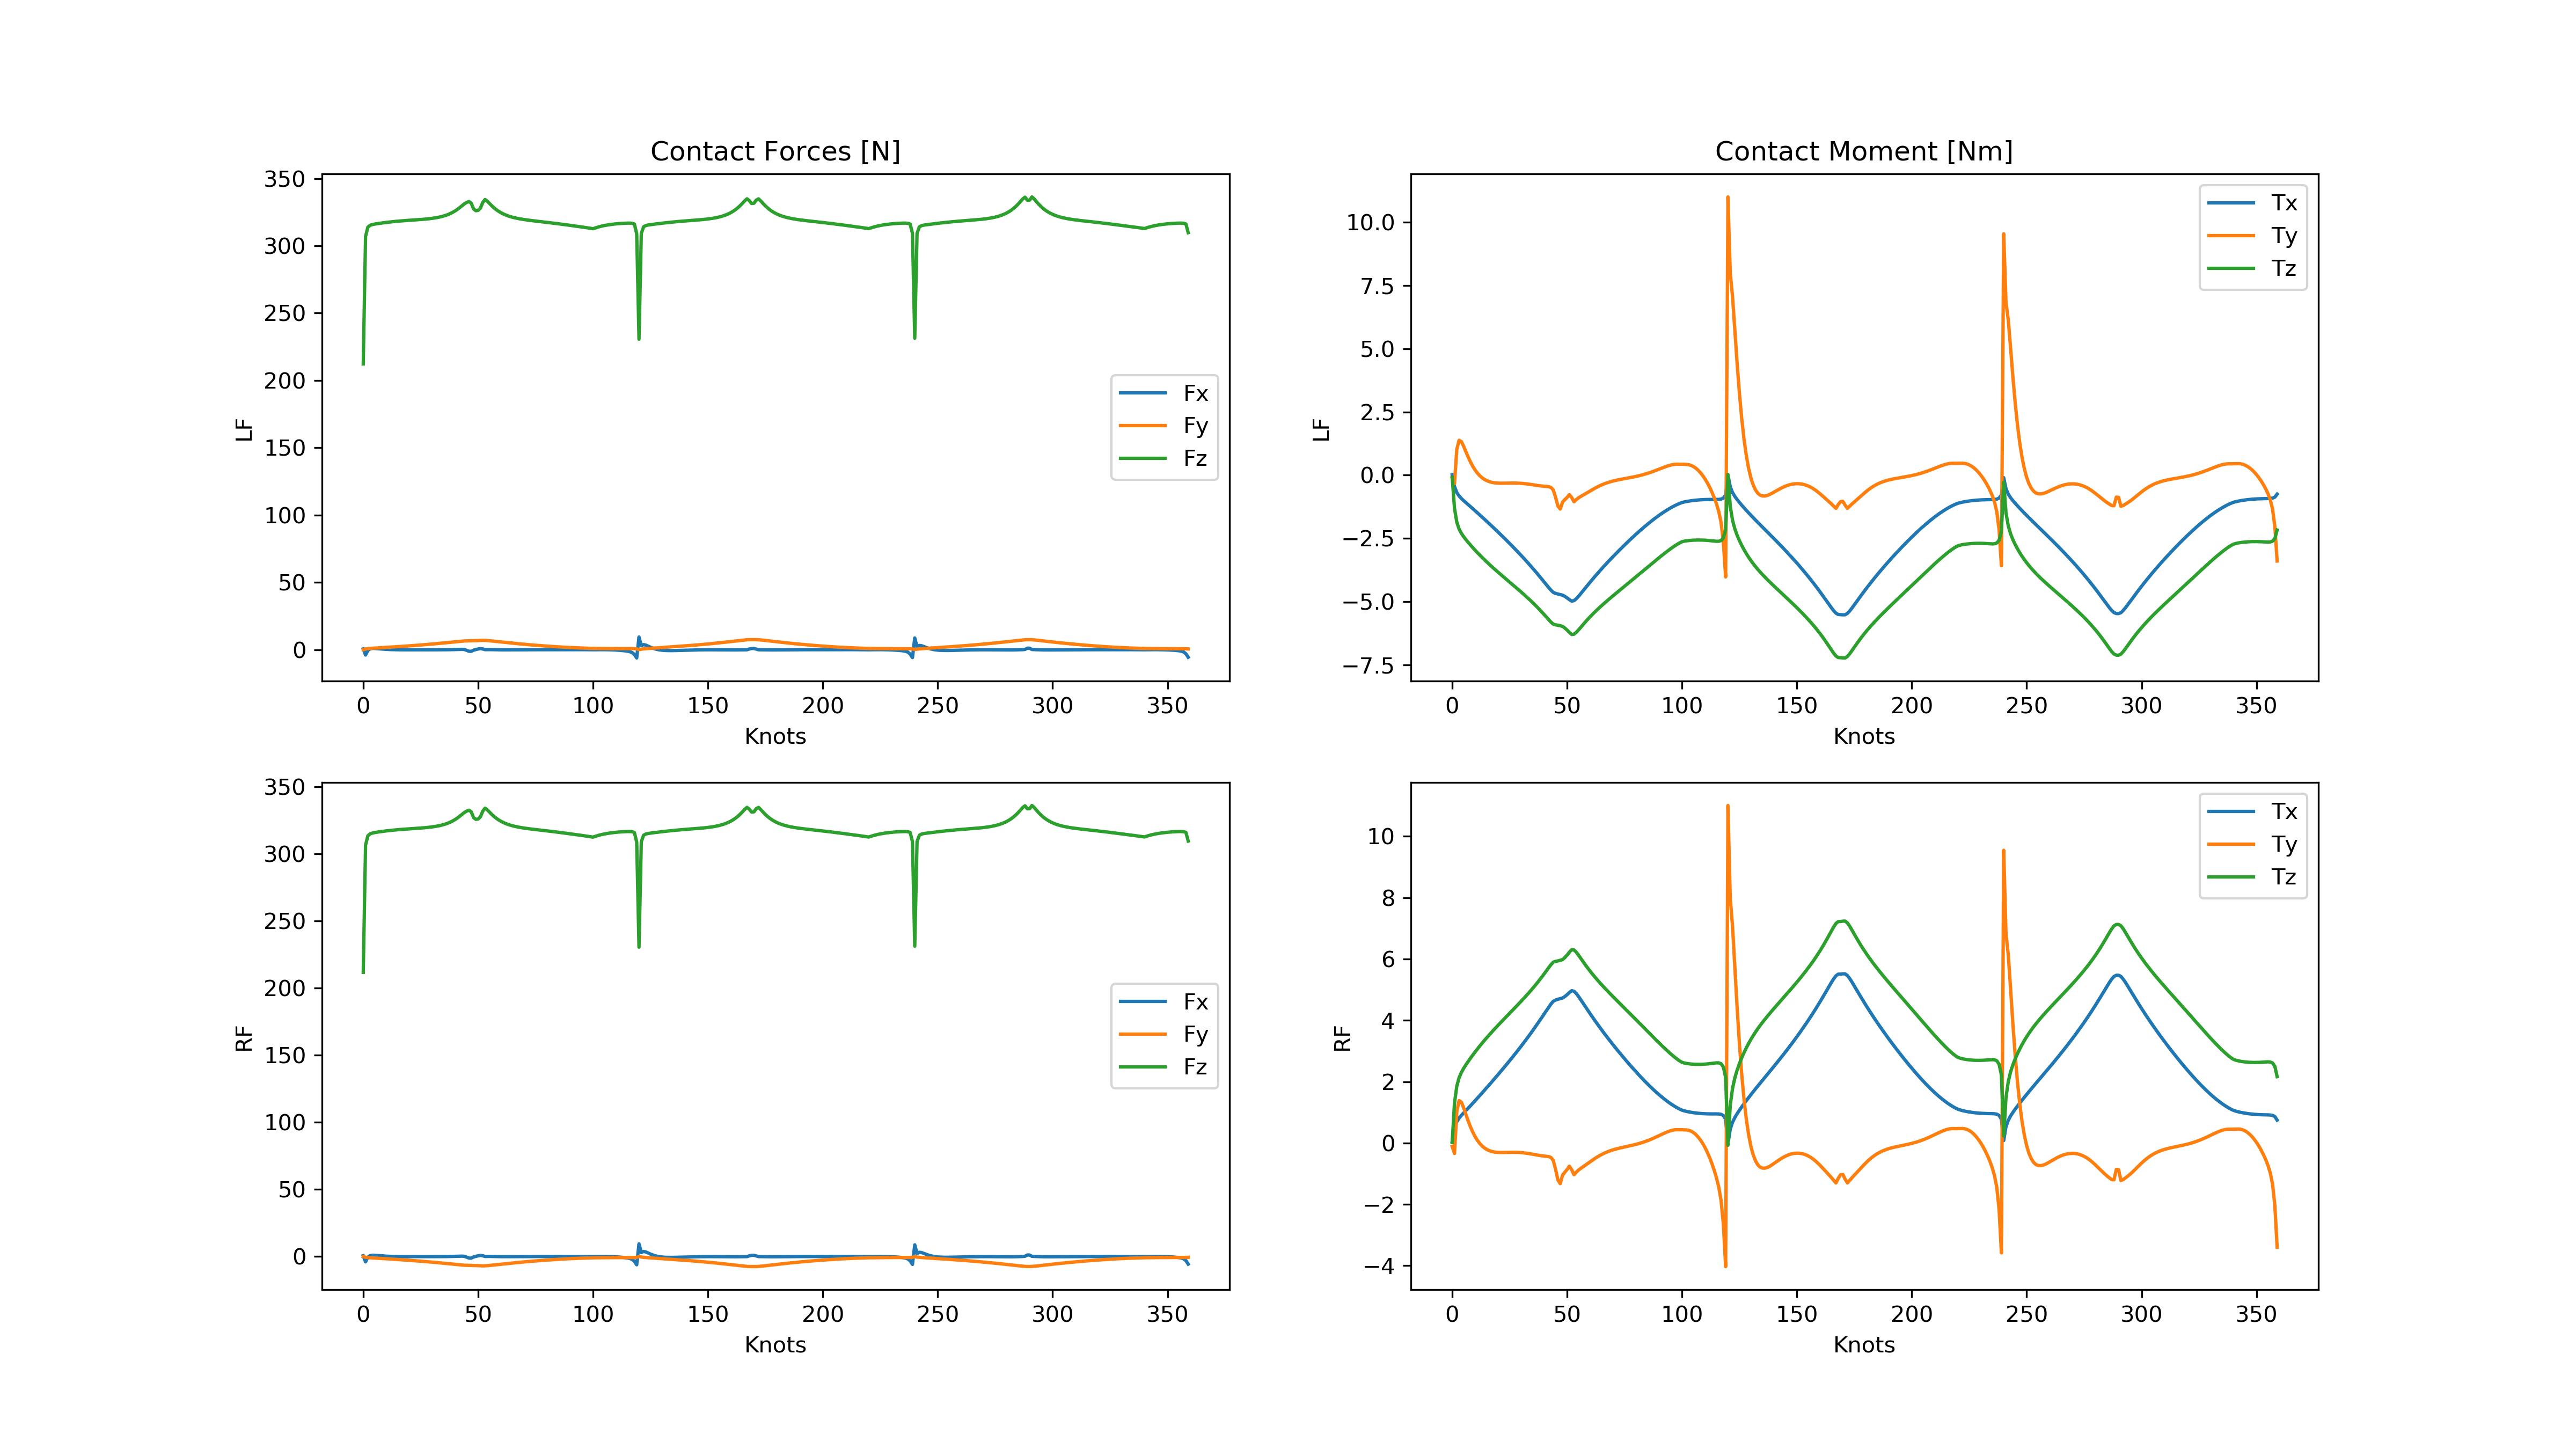 Contact Forces [N]
350
300
250
200
150
100
50
0
LF
Fx
Fy
Fz
0 50 100 150 200 250 300 350
Knots
Contact Moment [Nm]
10.0
7.5
5.0
2.5
0.0
−2.5
−5.0
−7.5
LF
Tx
Ty
Tz
0 50 100 150 200 250 300 350
Knots
350
300
250
200
150
100
50
0
RF
Fx
Fy
Fz
0 50 100 150 200 250 300 350
Knots
10
8
6
4
2
0
−2
−4
RF
Tx
Ty
Tz
0 50 100 150 200 250 300 350
Knots